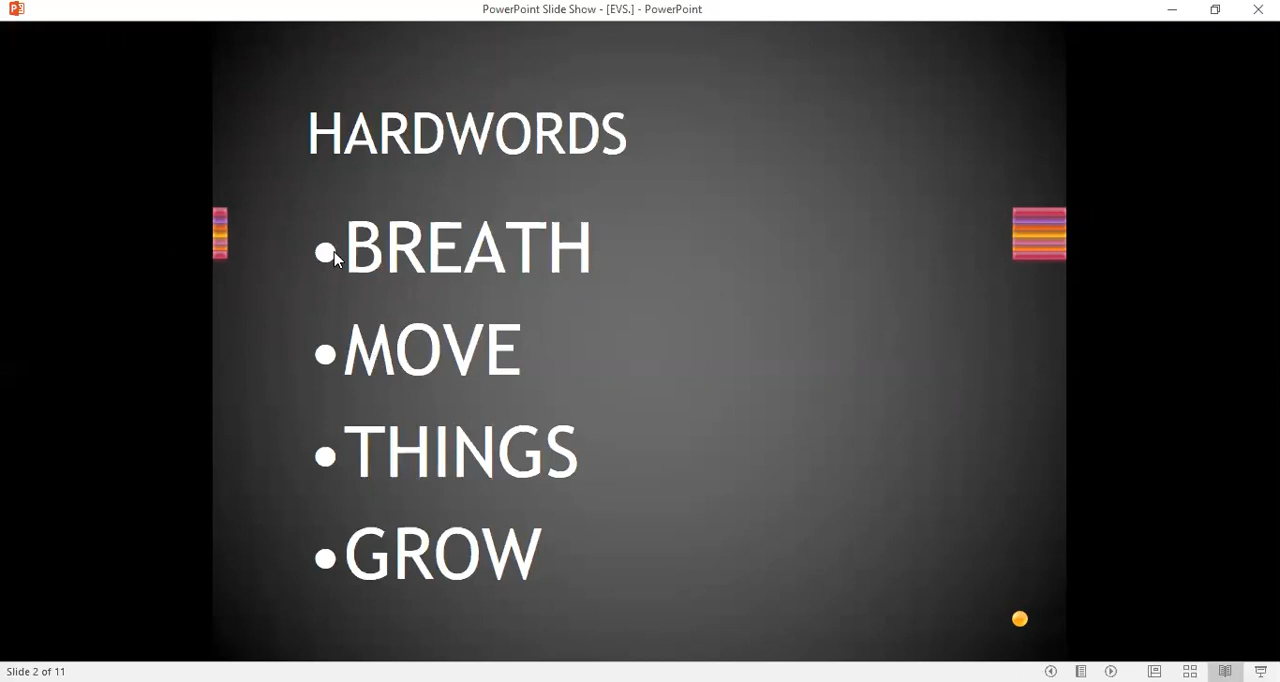 PowerPoint Slide Show - [EVS.] - PowerPoint
HARDWORDS
•BREATH
•MOVE
•THINGS
•GROW
Slide 2 of 11